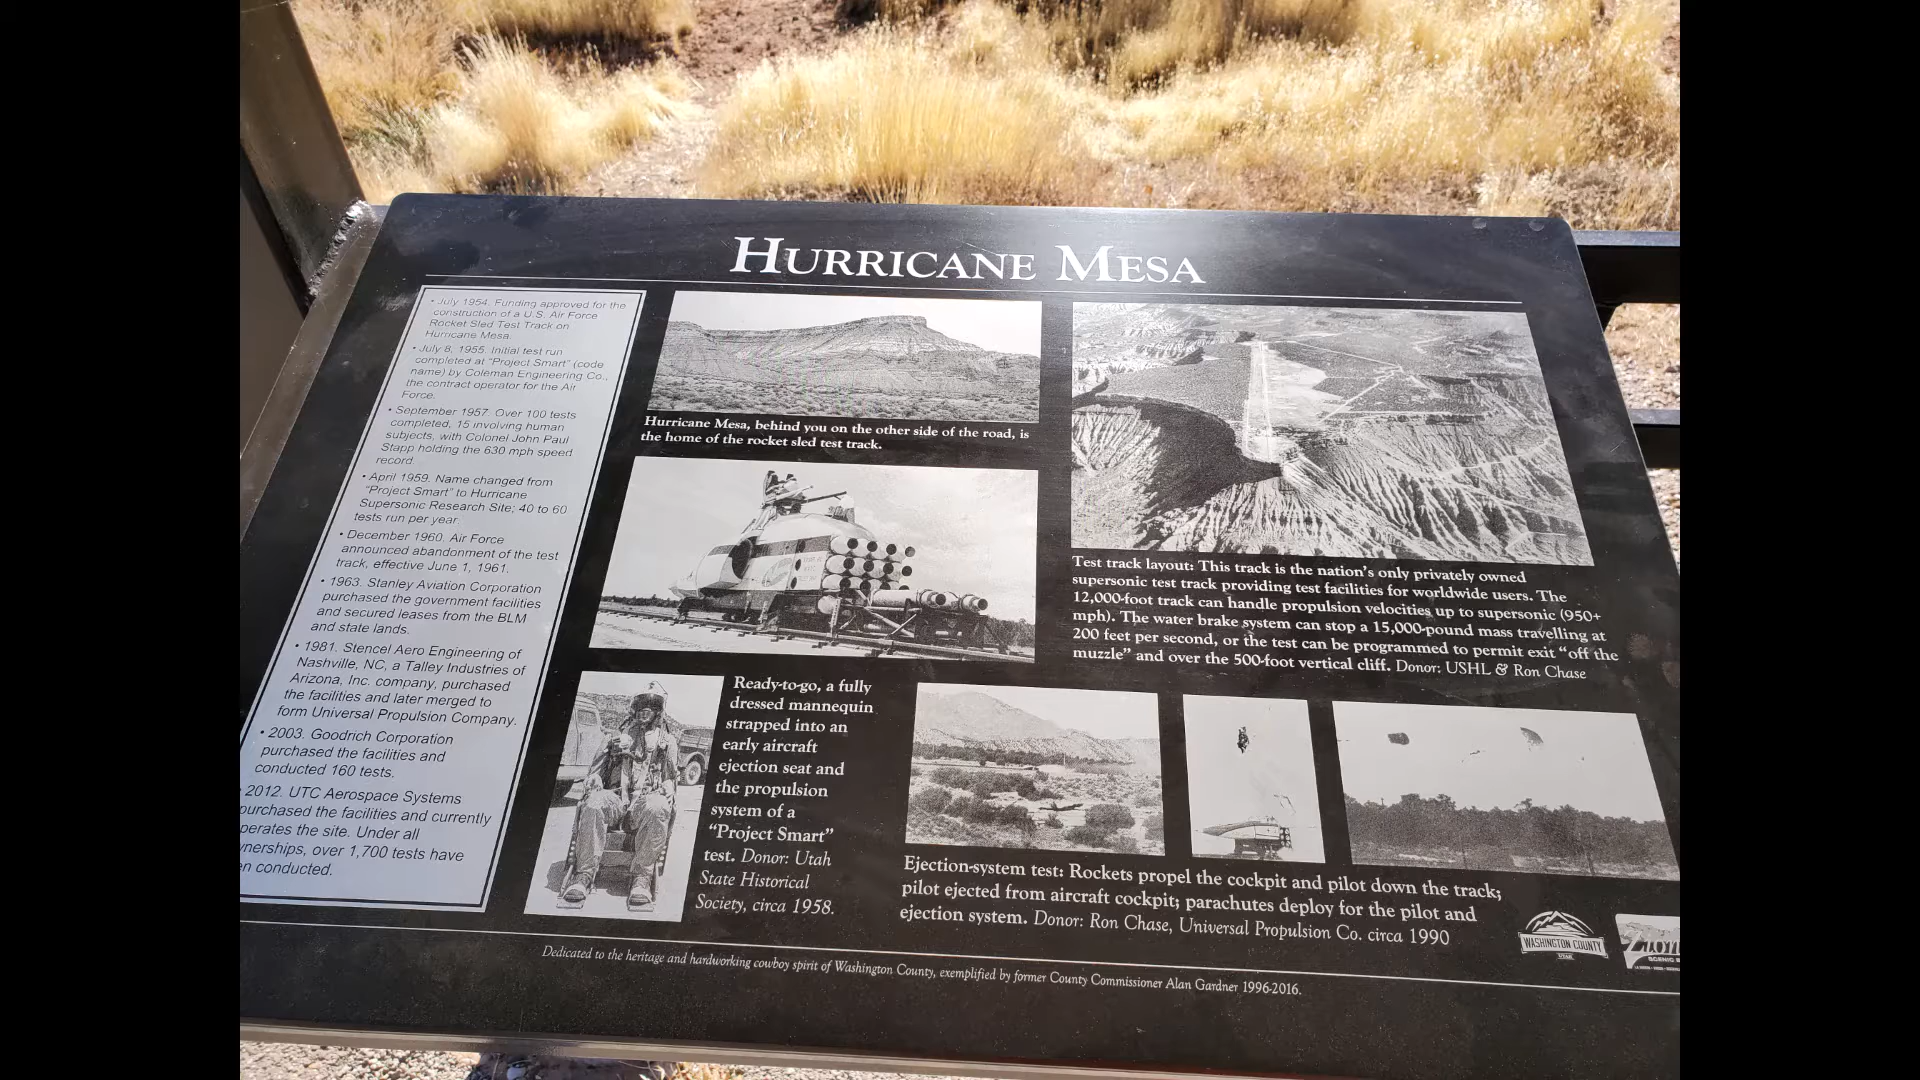 HURRICANE MESA
• July 1954. Funding approved for the
construction of a U.S. Air Force
Rocket Sled Test Track on
Hurricane Mesa.
• July 8, 1955. Initial test run
completed at "Project Smart" (code
name) by Coleman Engineering Co.,
the contract operator for the Air
Force.
• September 1957. Over 100 tests
completed, 15 involving human
subjects, with Colonel John Paul
Stapp holding the 630 mph speed
record.
• April 1959. Name changed from
"Project Smart" to Hurricane
Supersonic Research Site; 40 to 60
tests run per year.
• December 1960. Air Force
announced abandonment of the test
track, effective June 1, 1961.
• 1963. Stanley Aviation Corporation
purchased the government facilities
and secured leases from the BLM
and state lands.
• 1981. Stencel Aero Engineering of
Nashville, NC, a Talley Industries of
Arizona, Inc. company, purchased
the facilities and later merged to
form Universal Propulsion Company.
• 2003. Goodrich Corporation
purchased the facilities and
conducted 160 tests.
2012. UTC Aerospace Systems
purchased the facilities and currently
perates the site. Under all
nerships, over 1,700 tests have
n conducted.
Hurricane Mesa, behind you on the other side of the road, is
the home of the rocket sled test track.
Ready-to-go, a fully
dressed mannequin
strapped into an
early aircraft
ejection seat and
the propulsion
system of a
"Project Smart"
test. Donor: Utah
State Historical
Society, circa 1958.
Test track layout: This track is the nation's only privately owned
supersonic test track providing test facilities for worldwide users. The
12,000-foot track can handle propulsion velocities up to supersonic (950+
mph). The water brake system can stop a 15,000-pound mass travelling at
200 feet per second, or the test can be programmed to permit exit "off the
muzzle" and over the 500-foot vertical cliff. Donor: USHL & Ron Chase
Ejection-system test: Rockets propel the cockpit and pilot down the track;
pilot ejected from aircraft cockpit; parachutes deploy for the pilot and
ejection system. Donor: Ron Chase, Universal Propulsion Co. circa 1990
WASHINGTON COUNTY
UTAH
Zion
SCENIC
Dedicated to the heritage and hardworking cowboy spirit of Washington County, exemplified by former County Commissioner Alan Gardner 1996-2016.